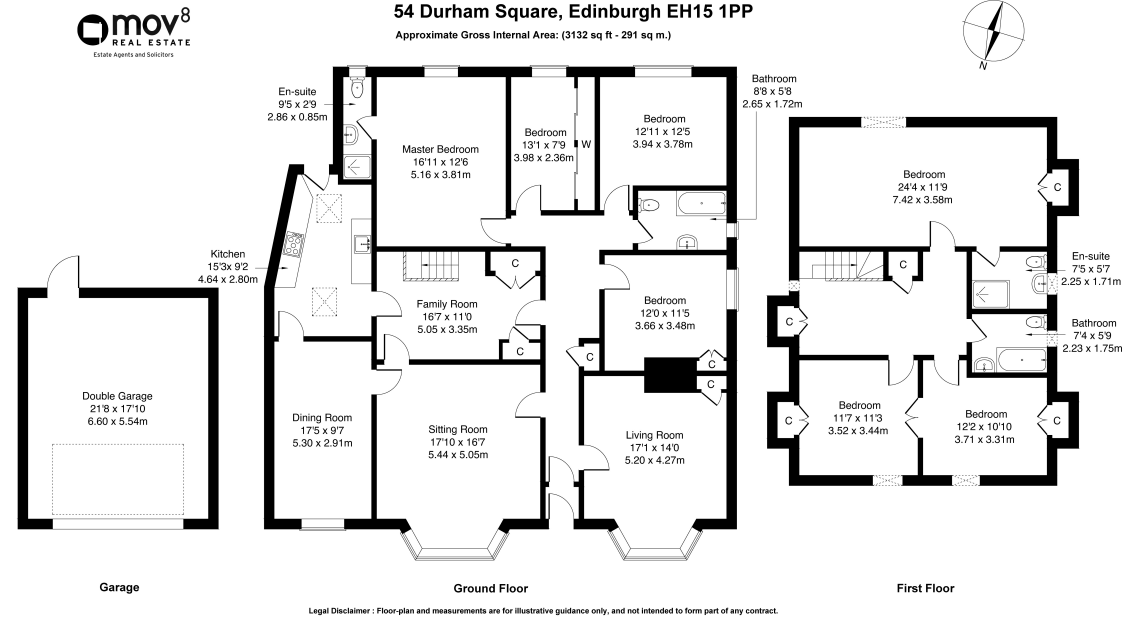 mov8
REAL ESTATE
Estate Agents and Solicitors
54 Durham Square, Edinburgh EH15 1PP
Approximate Gross Internal Area: (3132 sq ft - 291 sq m.)
N
En-suite
9'5 x 2'9
2.86 x 0.85m
Master Bedroom
16'11 x 12'6
5.16 x 3.81m
Bedroom
13'1 x 7'9
3.98 x 2.36m
W
Bedroom
12'11 x 12'5
3.94 x 3.78m
Bathroom
8'8 x 5'8
2.65 x 1.72m
Kitchen
15'3x 9'2
4.64 x 2.80m
C
Family Room
16'7 x 11'0
5.05 x 3.35m
C
C
Bedroom
12'0 x 11'5
3.66 x 3.48m
C
C
Dining Room
17'5 x 9'7
5.30 x 2.91m
Sitting Room
17'10 x 16'7
5.44 x 5.05m
Living Room
17'1 x 14'0
5.20 x 4.27m
Double Garage
21'8 x 17'10
6.60 x 5.54m
Bedroom
24'4 x 11'9
7.42 x 3.58m
C
C
En-suite
7'5 x 5'7
2.25 x 1.71m
C
Bathroom
7'4 x 5'9
2.23 x 1.75m
C
Bedroom
11'7 x 11'3
3.52 x 3.44m
Bedroom
12'2 x 10'10
3.71 x 3.31m
C
Garage
Ground Floor
First Floor
Legal Disclaimer : Floor-plan and measurements are for illustrative guidance only, and not intended to form part of any contract.